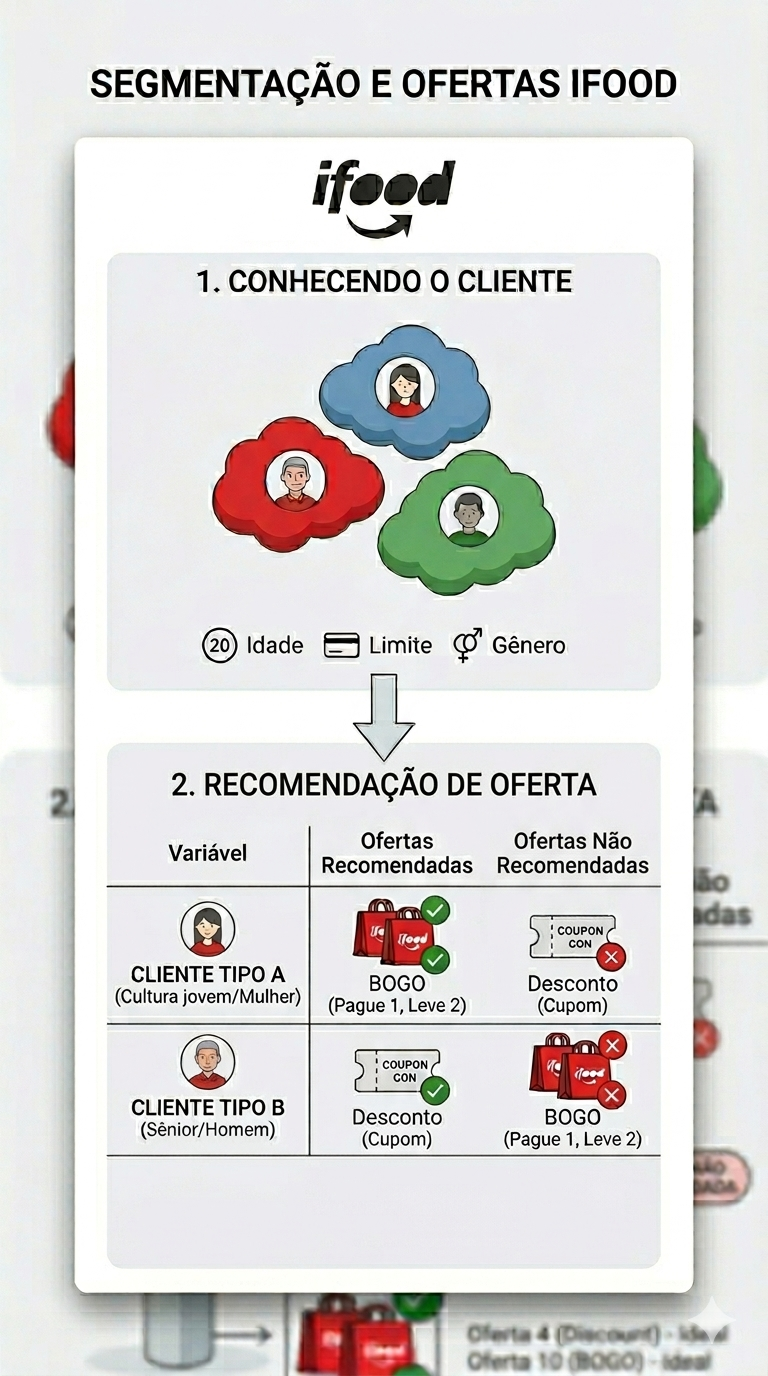 SEGMENTAÇÃO E OFERTAS IFOOD
ifood
1. CONHECENDO O CLIENTE
20 Idade Limite Gênero
2. RECOMENDAÇÃO DE OFERTA
Variável
Ofertas
Recomendadas
Ofertas Não
Recomendadas
CLIENTE TIPO A
(Cultura jovem/Mulher)
ifood
BOGO
(Pague 1, Leve 2)
COUPON
CON
Desconto
(Cupom)
CLIENTE TIPO B
(Sênior/Homem)
COUPON
CON
Desconto
(Cupom)
ifood
BOGO
(Pague 1, Leve 2)
2.
ifood
Oferta 4 (Discount) - Ideal
Oferta 10 (BOGO) - Ideal